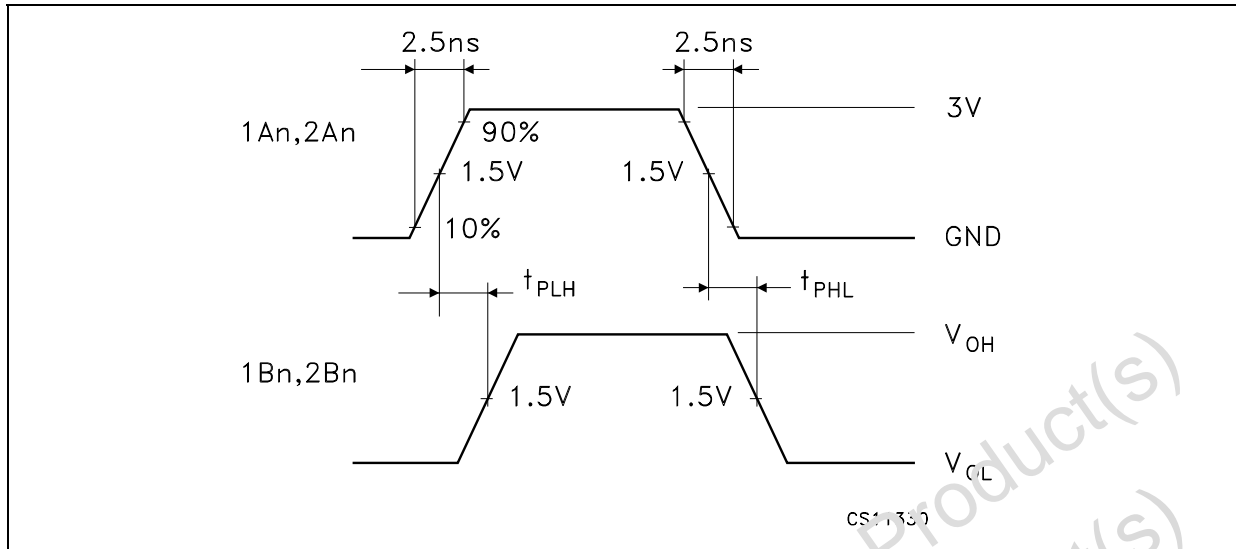 2.5ns 2.5ns
3V
1An,2An
90%
1.5V 1.5V
10%
GND
tPLH tPHL
VOH
1Bn,2Bn
1.5V 1.5V
VOL
Product(s)